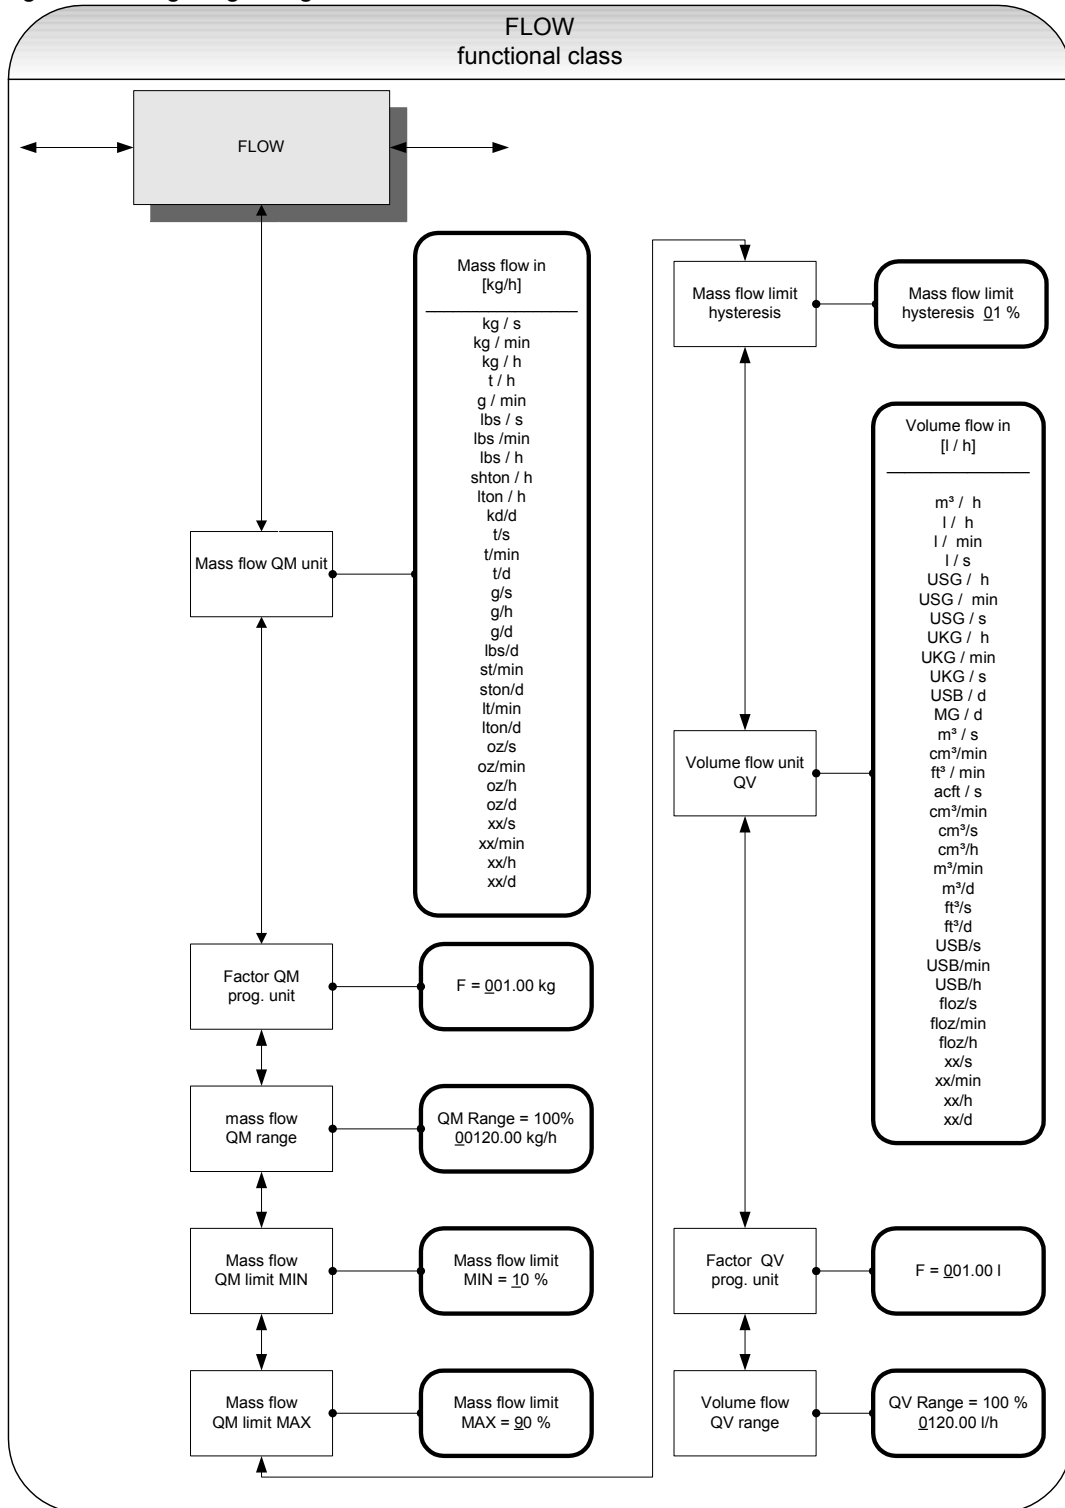 FLOW
functional class
FLOW
Mass flow QM unit
Mass flow in
[kg/h]
kg / s
kg / min
kg / h
t / h
g / min
lbs / s
lbs /min
lbs / h
shton / h
lton / h
kd/d
t/s
t/min
t/d
g/s
g/h
g/d
lbs/d
st/min
ston/d
lt/min
lton/d
oz/s
oz/min
oz/h
oz/d
xx/s
xx/min
xx/h
xx/d
Factor QM
prog. unit
F = 001.00 kg
mass flow
QM range
QM Range = 100%
00120.00 kg/h
Mass flow
QM limit MIN
Mass flow limit
MIN = 10 %
Mass flow
QM limit MAX
Mass flow limit
MAX = 90 %
Mass flow limit
hysteresis
Mass flow limit
hysteresis 01 %
Volume flow unit
QV
Volume flow in
[l / h]
m³ / h
l / h
l / min
l / s
USG / h
USG / min
USG / s
UKG / h
UKG / min
UKG / s
USB / d
MG / d
m³ / s
cm³/min
ft³ / min
acft / s
cm³/min
cm³/s
cm³/h
m³/min
m³/d
ft³/s
ft³/d
USB/s
USB/min
USB/h
floz/s
floz/min
floz/h
xx/s
xx/min
xx/h
xx/d
Factor QV
prog. unit
F = 001.00 l
Volume flow
QV range
QV Range = 100 %
0120.00 l/h